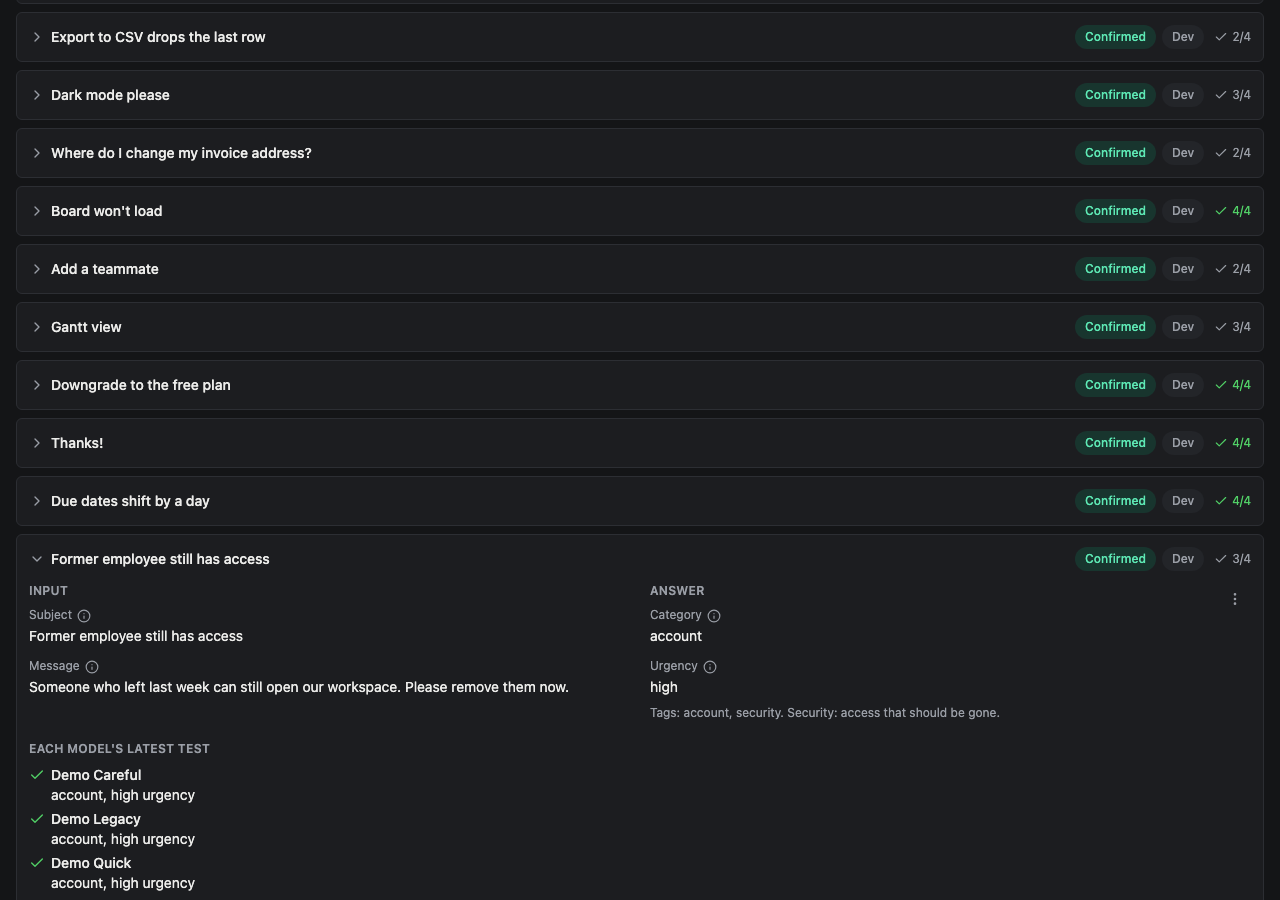 Export to CSV drops the last row Confirmed Dev 2/4
Dark mode please Confirmed Dev 3/4
Where do I change my invoice address? Confirmed Dev 2/4
Board won't load Confirmed Dev 4/4
Add a teammate Confirmed Dev 2/4
Gantt view Confirmed Dev 3/4
Downgrade to the free plan Confirmed Dev 4/4
Thanks! Confirmed Dev 4/4
Due dates shift by a day Confirmed Dev 4/4
Former employee still has access Confirmed Dev 3/4
INPUT
Subject
Former employee still has access
Message
Someone who left last week can still open our workspace. Please remove them now.
ANSWER
Category
account
Urgency
high
Tags: account, security. Security: access that should be gone.
EACH MODEL'S LATEST TEST
Demo Careful
account, high urgency
Demo Legacy
account, high urgency
Demo Quick
account, high urgency